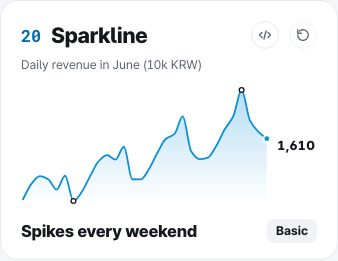 20 Sparkline
</>
Daily revenue in June (10k KRW)
1,610
Spikes every weekend
Basic